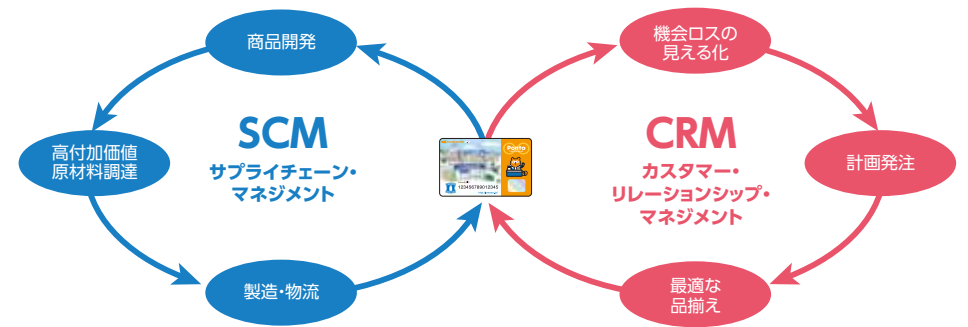 商品開発
高付加価値
原材料調達
製造・物流
SCM
サプライチェーン・
マネジメント
Ponta
123456789012345
機会ロスの
見える化
計画発注
最適な
品揃え
CRM
カスタマー・
リレーションシップ・
マネジメント